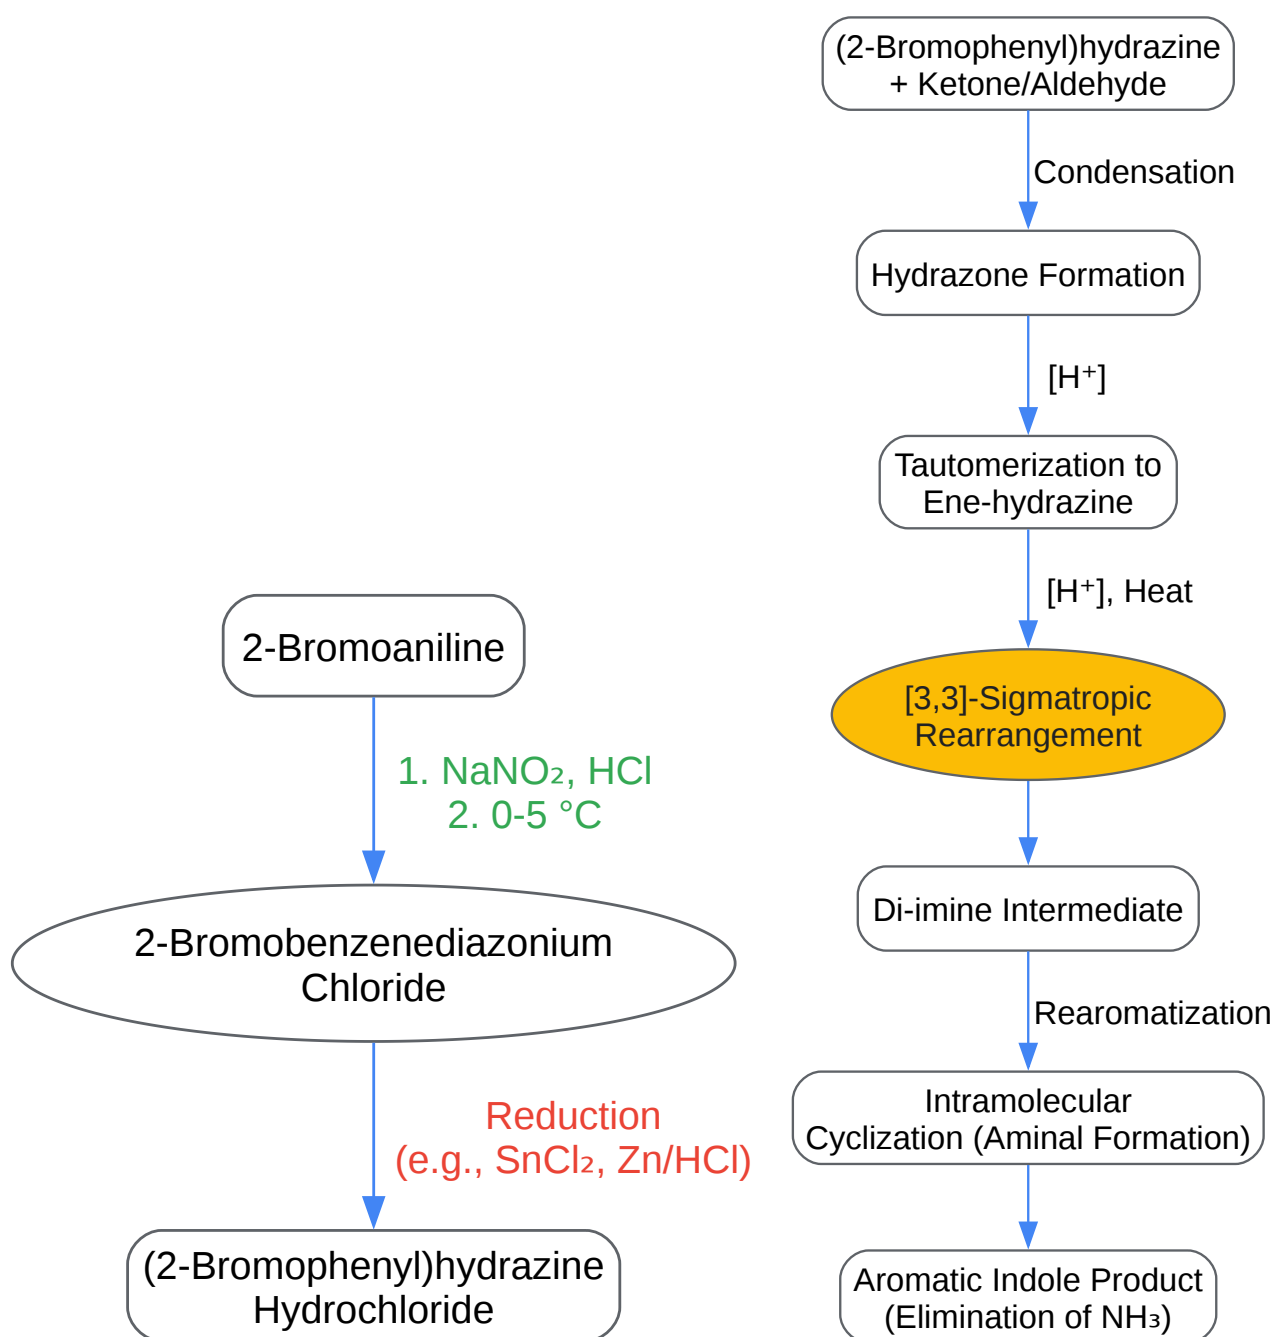 2-Bromoaniline
1. NaNO₂, HCl
2. 0-5 °C
2-Bromobenzenediazonium
Chloride
Reduction
(e.g., SnCl₂, Zn/HCl)
(2-Bromophenyl)hydrazine
Hydrochloride
(2-Bromophenyl)hydrazine
+ Ketone/Aldehyde
Condensation
Hydrazone Formation
[H⁺]
Tautomerization to
Ene-hydrazine
[H⁺], Heat
[3,3]-Sigmatropic
Rearrangement
Di-imine Intermediate
Rearomatization
Intramolecular
Cyclization (Aminal Formation)
Aromatic Indole Product
(Elimination of NH₃)